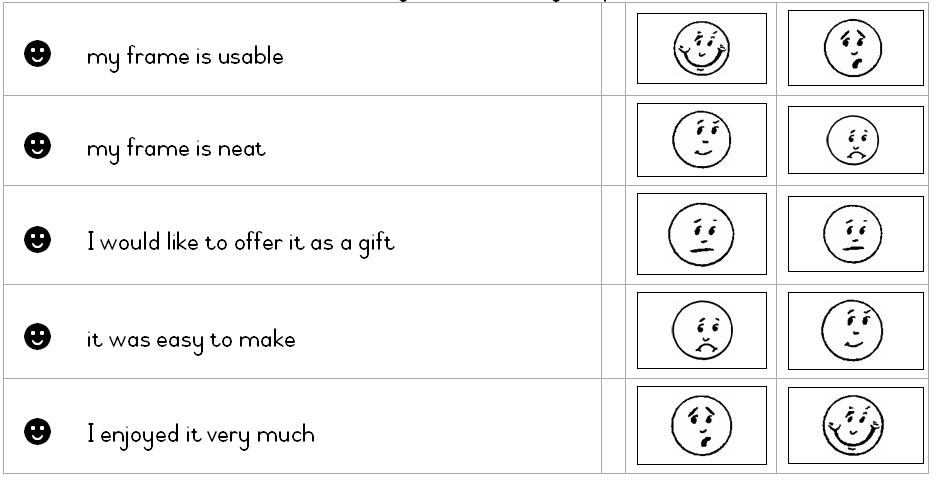 my frame is usable
my frame is neat
I would like to offer it as a gift
it was easy to make
I enjoyed it very much